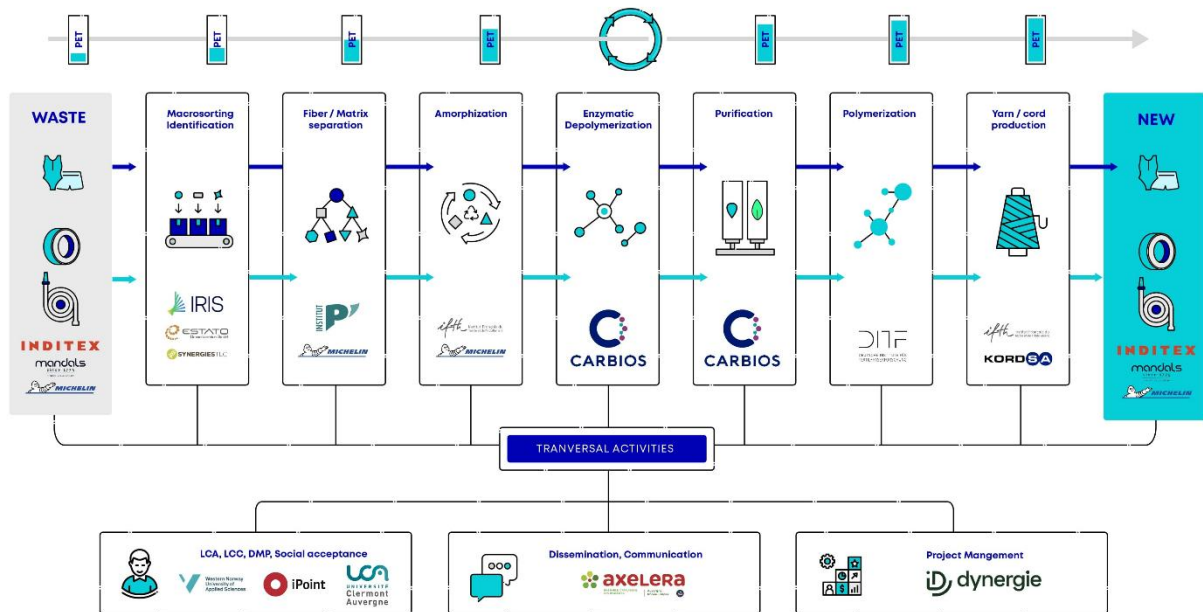 PET
PET
PET
PET
PET
PET
PET
WASTE
Macrosorting
Identification
Fiber / Matrix
separation
Amorphization
Enzymatic
Depolymerization
Purification
Polymerization
Yarn / cord
production
NEW
INDITEX
mandals
MICHELIN
IRIS
ESTATO
SYNERGIES TLC
INSTITUT
P'
MICHELIN
ifth
MICHELIN
CARBIOS
CARBIOS
DITF
ifth
KORDSA
INDITEX
mandals
MICHELIN
TRANVERSAL ACTIVITIES
LCA, LCC, DMP, Social acceptance
Western Norway
University of
Applied Sciences
iPoint
UCA
UNIVERSITÉ
Clermont
Auvergne
Dissemination, Communication
axelera
Project Mangement
dynergie